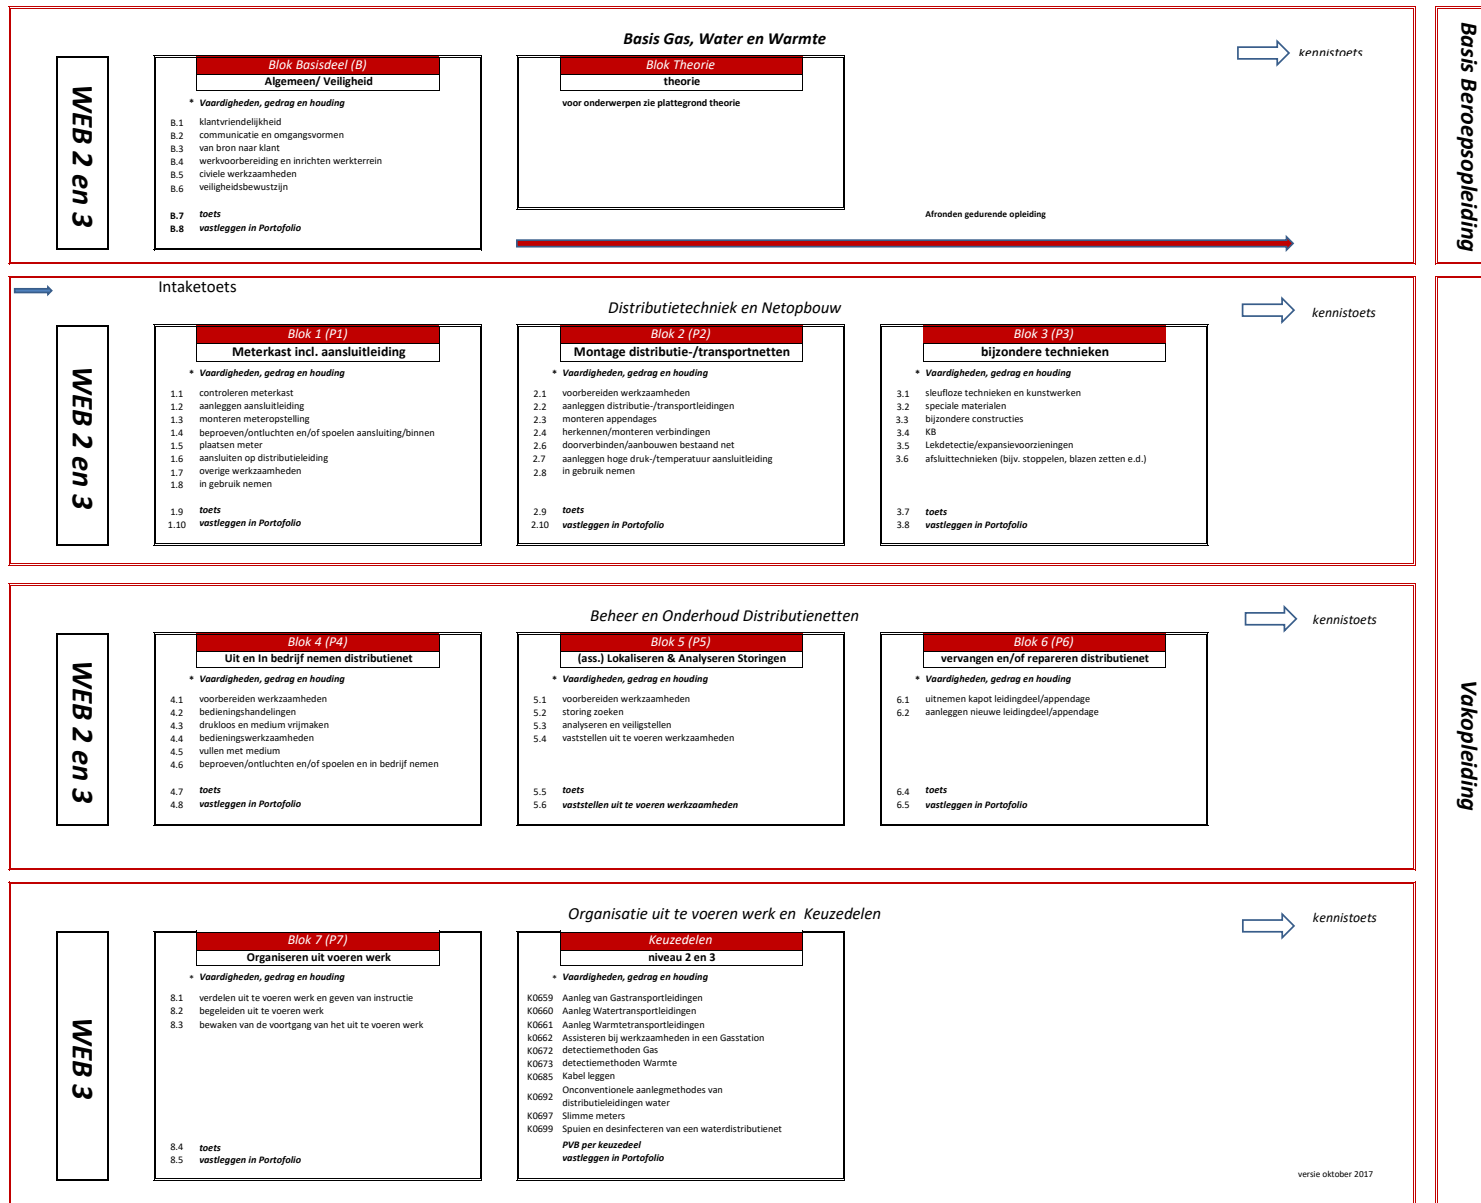 Basis Gas, Water en Warmte
kennistoets
Basis Beroepsopleiding
WEB 2 en 3
Blok Basisdeel (B)
Algemeen/ Veiligheid
* Vaardigheden, gedrag en houding
B.1 klantvriendelijkheid
B.2 communicatie en omgangsvormen
B.3 van bron naar klant
B.4 werkvoorbereiding en inrichten werkterrein
B.5 civiele werkzaamheden
B.6 veiligheidsbewustzijn
B.7 toets
B.8 vastleggen in Portofolio
Blok Theorie
theorie
voor onderwerpen zie plattegrond theorie
Afronden gedurende opleiding
Intaketoets
Distributietechniek en Netopbouw
kennistoets
Vakopleiding
WEB 2 en 3
Blok 1 (P1)
Meterkast incl. aansluitleiding
* Vaardigheden, gedrag en houding
1.1 controleren meterkast
1.2 aanleggen aansluitleiding
1.3 monteren meteropstelling
1.4 beproeven/ontluchten en/of spoelen aansluiting/binnen
1.5 plaatsen meter
1.6 aansluiten op distributieleiding
1.7 overige werkzaamheden
1.8 in gebruik nemen
1.9 toets
1.10 vastleggen in Portofolio
Blok 2 (P2)
Montage distributie-/transportnetten
* Vaardigheden, gedrag en houding
2.1 voorbereiden werkzaamheden
2.2 aanleggen distributie-/transportleidingen
2.3 monteren appendages
2.4 herkennen/monteren verbindingen
2.6 doorverbinden/aanbouwen bestaand net
2.7 aanleggen hoge druk-/temperatuur aansluitleiding
2.8 in gebruik nemen
2.9 toets
2.10 vastleggen in Portofolio
Blok 3 (P3)
bijzondere technieken
* Vaardigheden, gedrag en houding
3.1 sleufloze technieken en kunstwerken
3.2 speciale materialen
3.3 bijzondere constructies
3.4 KB
3.5 Lekdetectie/expansievoorzieningen
3.6 afsluittechnieken (bijv. stoppelen, blazen zetten e.d.)
3.7 toets
3.8 vastleggen in Portofolio
Beheer en Onderhoud Distributienetten
kennistoets
WEB 2 en 3
Blok 4 (P4)
Uit en In bedrijf nemen distributienet
* Vaardigheden, gedrag en houding
4.1 voorbereiden werkzaamheden
4.2 bedieningshandelingen
4.3 drukloos en medium vrijmaken
4.4 bedieningswerkzaamheden
4.5 vullen met medium
4.6 beproeven/ontluchten en/of spoelen en in bedrijf nemen
4.7 toets
4.8 vastleggen in Portofolio
Blok 5 (P5)
(ass.) Lokaliseren & Analyseren Storingen
* Vaardigheden, gedrag en houding
5.1 voorbereiden werkzaamheden
5.2 storing zoeken
5.3 analyseren en veiligstellen
5.4 vaststellen uit te voeren werkzaamheden
5.5 toets
5.6 vaststellen uit te voeren werkzaamheden
Blok 6 (P6)
vervangen en/of repareren distributienet
* Vaardigheden, gedrag en houding
6.1 uitnemen kapot leidingdeel/appendage
6.2 aanleggen nieuwe leidingdeel/appendage
6.4 toets
6.5 vastleggen in Portofolio
Organisatie uit te voeren werk en Keuzedelen
kennistoets
WEB 3
Blok 7 (P7)
Organiseren uit voeren werk
* Vaardigheden, gedrag en houding
8.1 verdelen uit te voeren werk en geven van instructie
8.2 begeleiden uit te voeren werk
8.3 bewaken van de voortgang van het uit te voeren werk
8.4 toets
8.5 vastleggen in Portofolio
Keuzedelen
niveau 2 en 3
* Vaardigheden, gedrag en houding
K0659 Aanleg van Gastransportleidingen
K0660 Aanleg Watertransportleidingen
K0661 Aanleg Warmtetransportleidingen
k0662 Assisteren bij werkzaamheden in een Gasstation
K0672 detectiemethoden Gas
K0673 detectiemethoden Warmte
K0685 Kabel leggen
K0692 Onconventionele aanlegmethodes van
distributieleidingen water
K0697 Slimme meters
K0699 Spuien en desinfecteren van een waterdistributienet
PVB per keuzedeel
vastleggen in Portofolio
versie oktober 2017